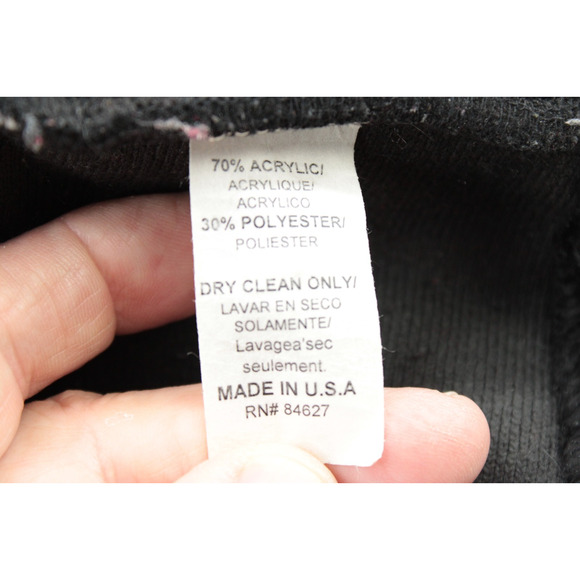 70% ACRYLIC/
ACRYLIQUE/
ACRYLICO
30% POLYESTER/
POLIESTER
DRY CLEAN ONLY/
LAVAR EN SECO
SOLAMENTE/
Lavagea'sec
seulement.
MADE IN U.S.A
RN# 84627